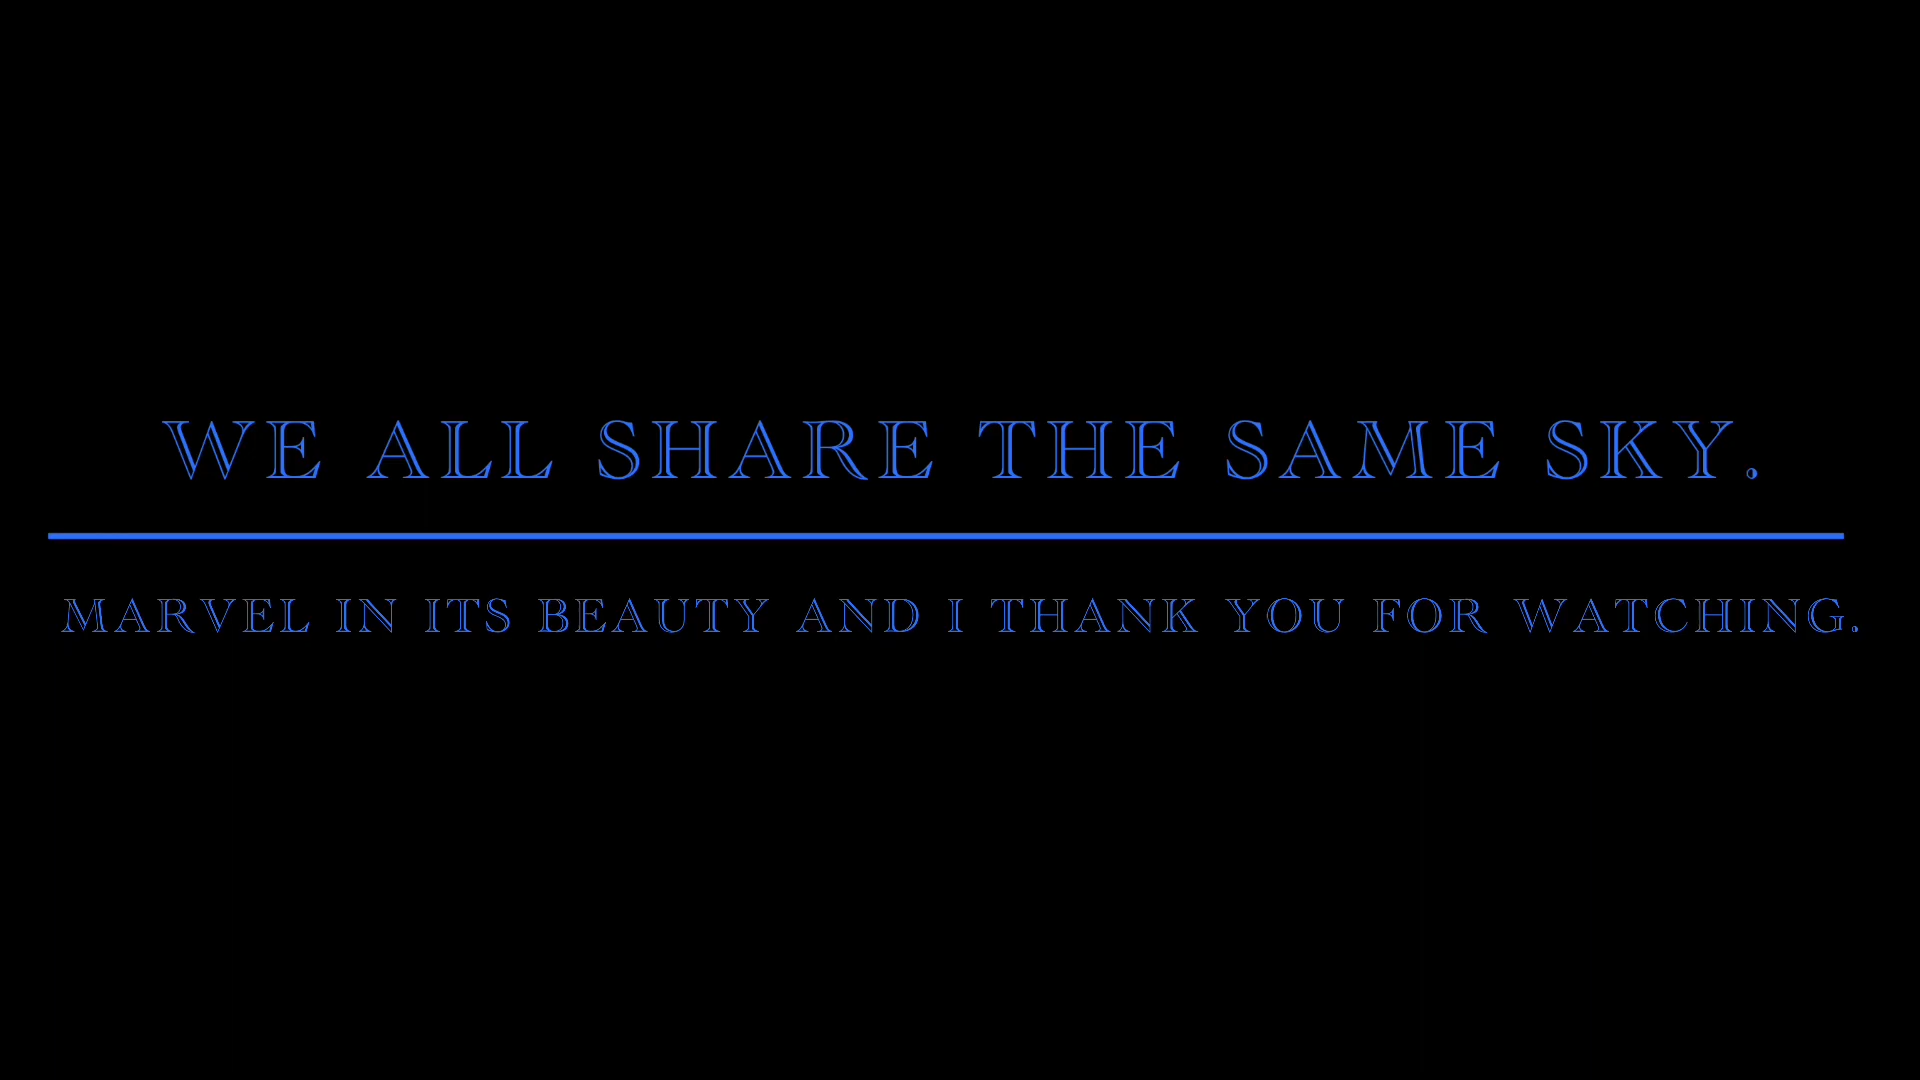 WE ALL SHARE THE SAME SKY.
MARVEL IN ITS BEAUTY AND I THANK YOU FOR WATCHING.